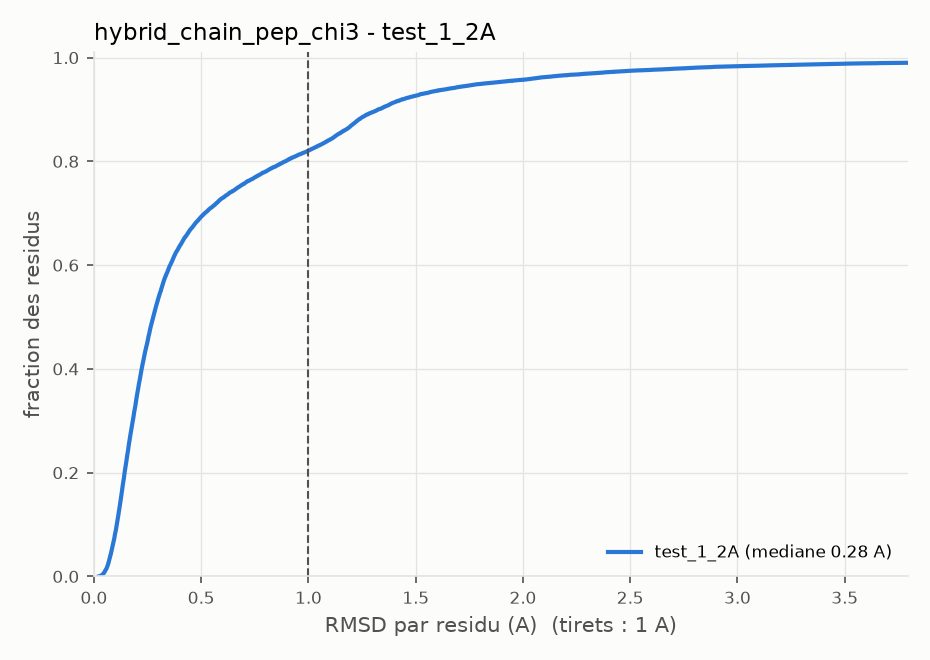 hybrid_chain_pep_chi3 - test_1_2A
1.0
0.8
0.6
0.4
0.2
0.0
fraction des residus
test_1_2A (mediane 0.28 A)
0.0 0.5 1.0 1.5 2.0 2.5 3.0 3.5
RMSD par residu (A)  (tirets : 1 A)